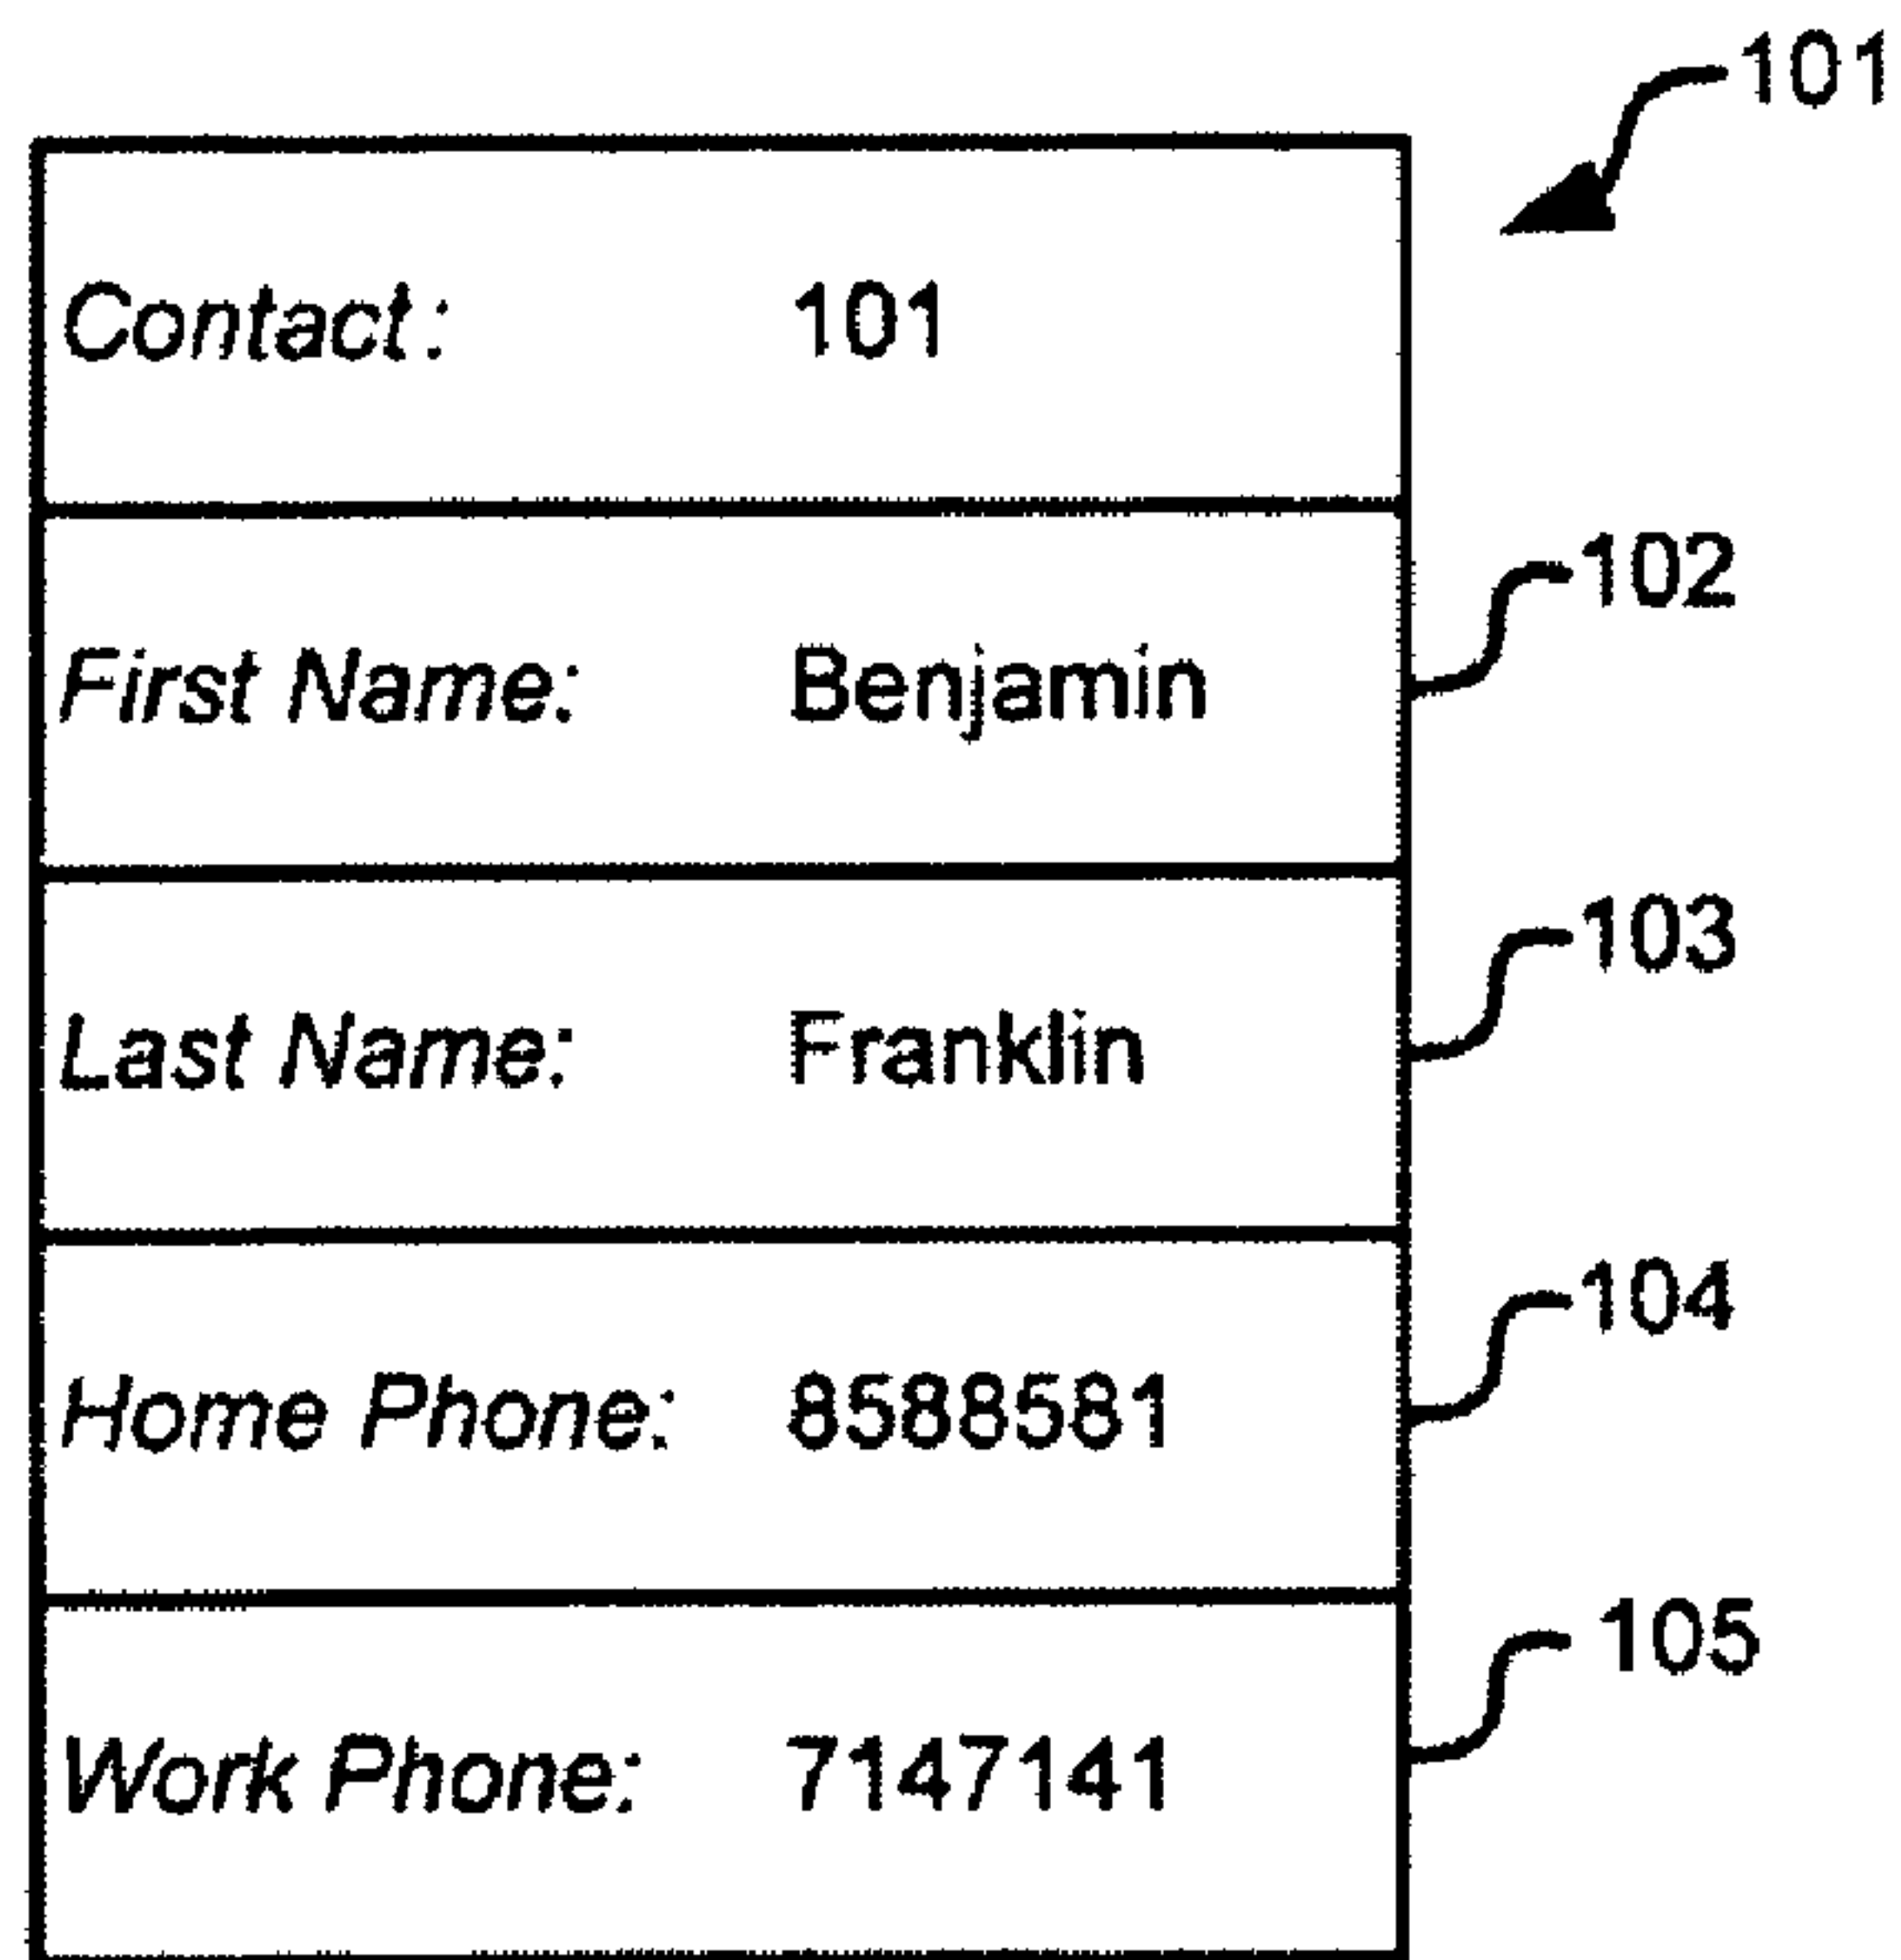 101
Contact: 101
102
First Name: Benjamin
103
Last Name: Franklin
104
Home Phone: 8588581
105
Work Phone: 7147141